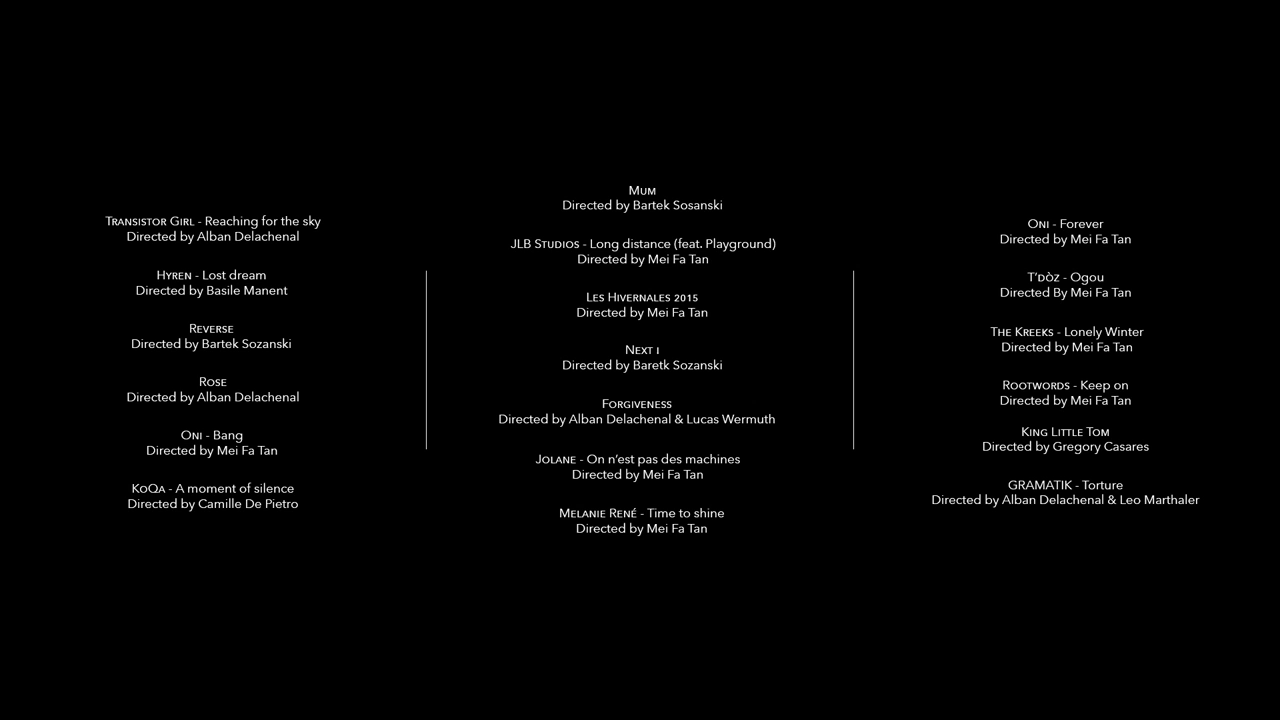 Transistor Girl - Reaching for the sky
Directed by Alban Delachenal
Hyren - Lost dream
Directed by Basile Manent
Reverse
Directed by Bartek Sozanski
Rose
Directed by Alban Delachenal
Oni - Bang
Directed by Mei Fa Tan
KoQa - A moment of silence
Directed by Camille De Pietro
Mum
Directed by Bartek Sosanski
JLB Studios - Long distance (feat. Playground)
Directed by Mei Fa Tan
Les Hivernales 2015
Directed by Mei Fa Tan
Next 1
Directed by Baretk Sozanski
Forgiveness
Directed by Alban Delachenal & Lucas Wermuth
Jolane - On n’est pas des machines
Directed by Mei Fa Tan
Melanie René - Time to shine
Directed by Mei Fa Tan
Oni - Forever
Directed by Mei Fa Tan
T’dòz - Ogou
Directed By Mei Fa Tan
The Kreeks - Lonely Winter
Directed by Mei Fa Tan
Rootwords - Keep on
Directed by Mei Fa Tan
King Little Tom
Directed by Gregory Casares
GRAMATIK - Torture
Directed by Alban Delachenal & Leo Marthaler